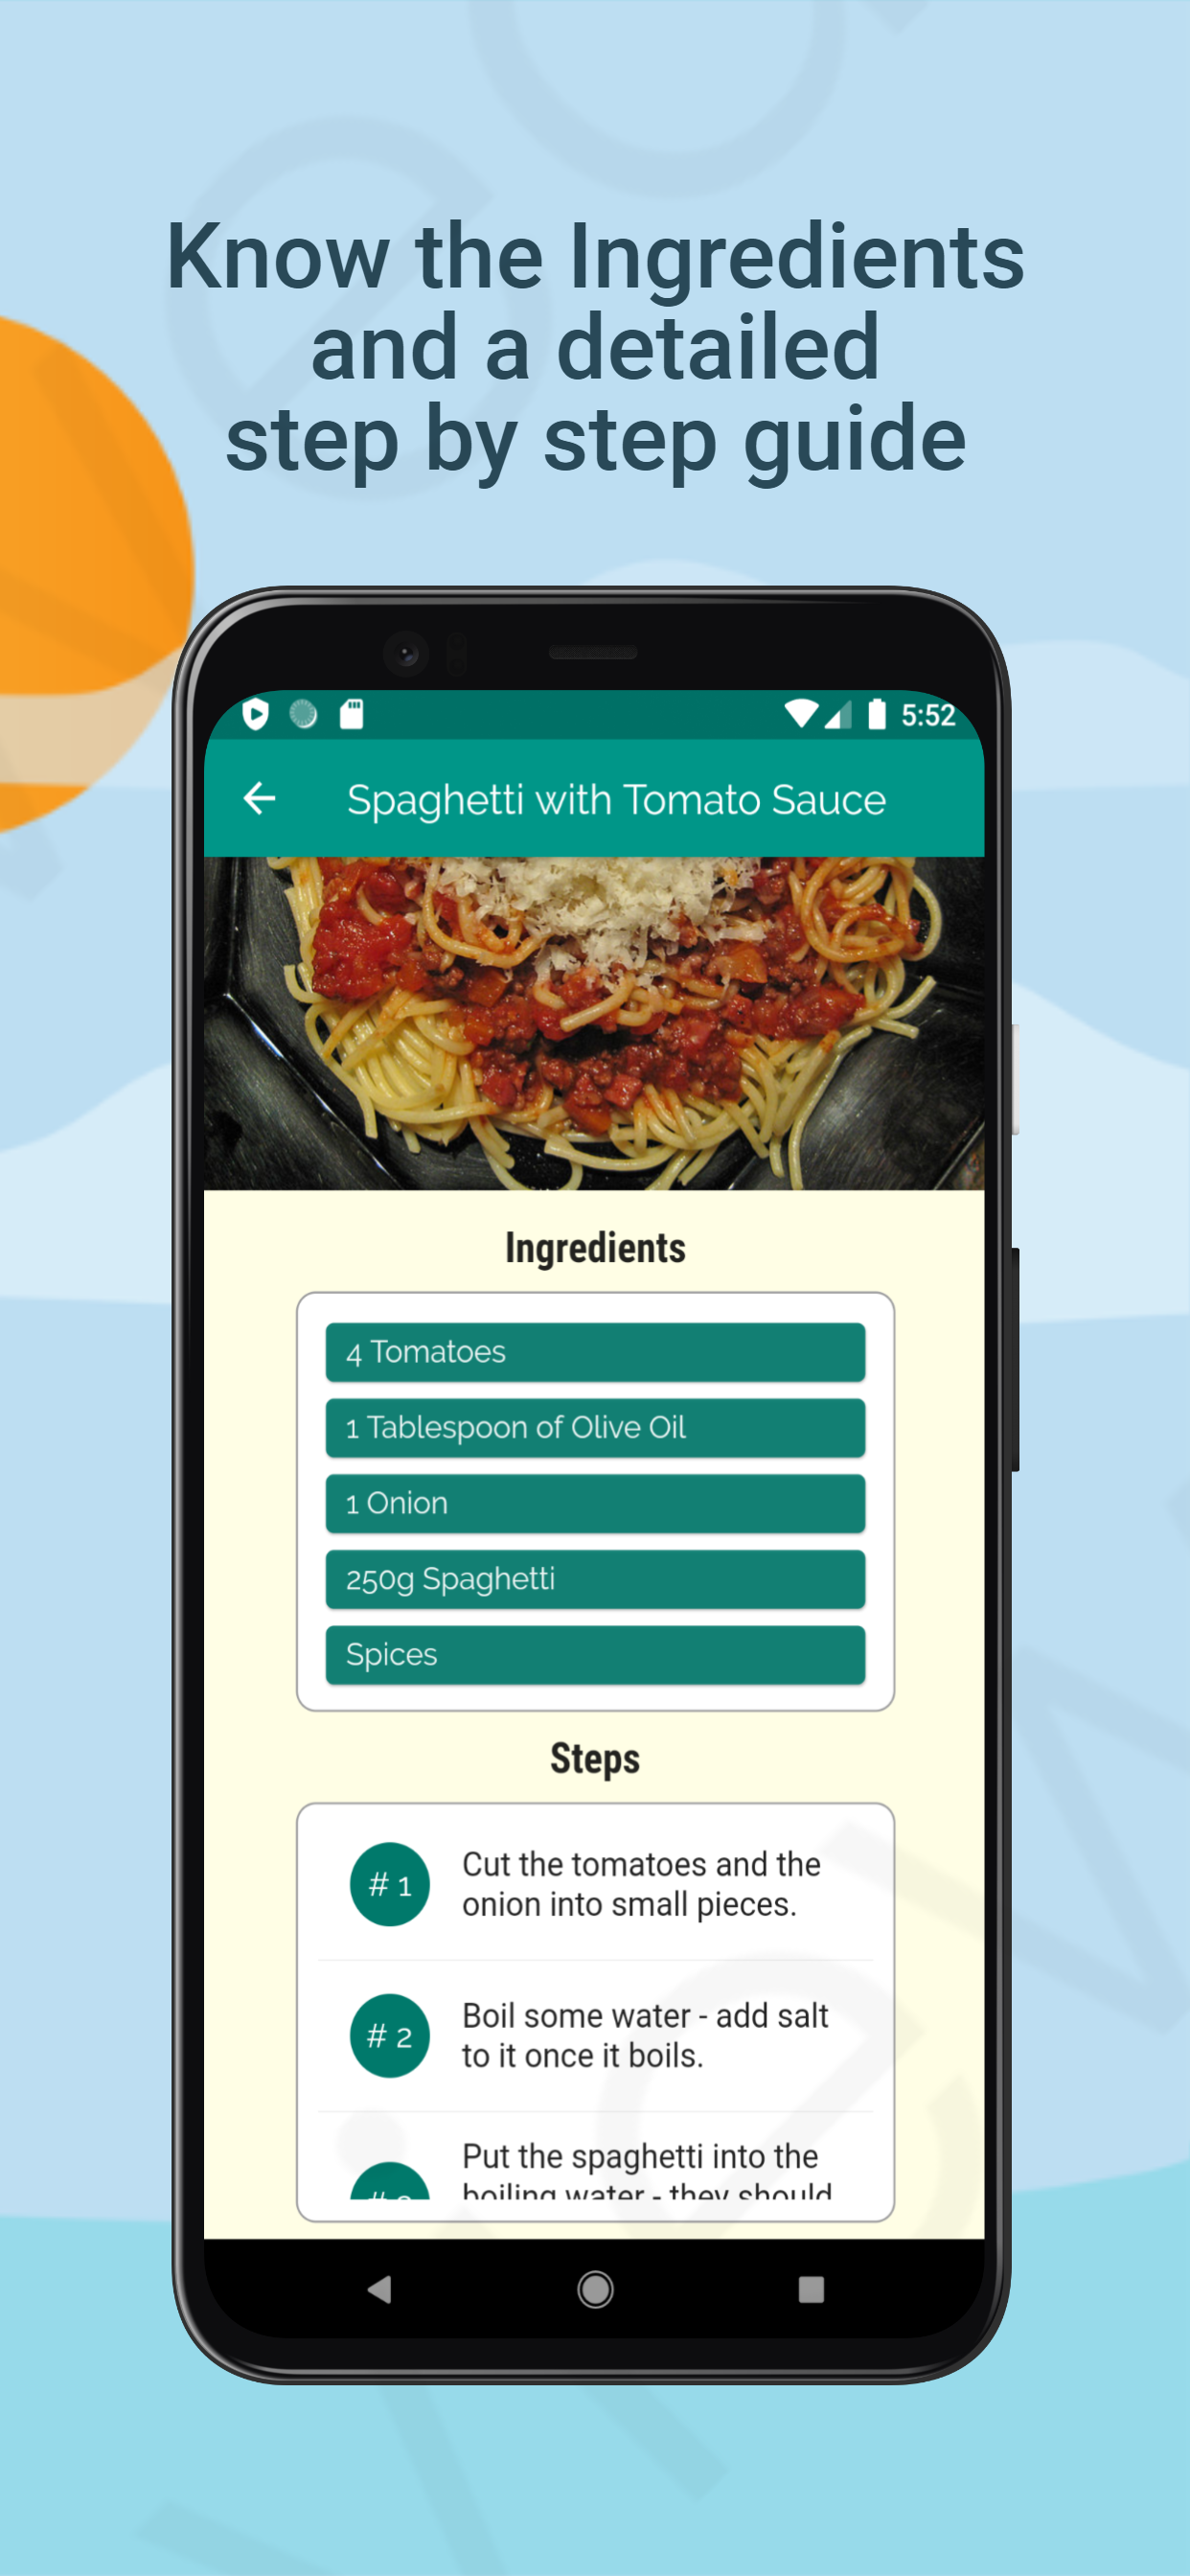 Know the Ingredients
and a detailed
step by step guide
5:52
Spaghetti with Tomato Sauce
Ingredients
4 Tomatoes
1 Tablespoon of Olive Oil
1 Onion
250g Spaghetti
Spices
Steps
# 1
Cut the tomatoes and the
onion into small pieces.
# 2
Boil some water - add salt
to it once it boils.
Put the spaghetti into the
boiling water - they should